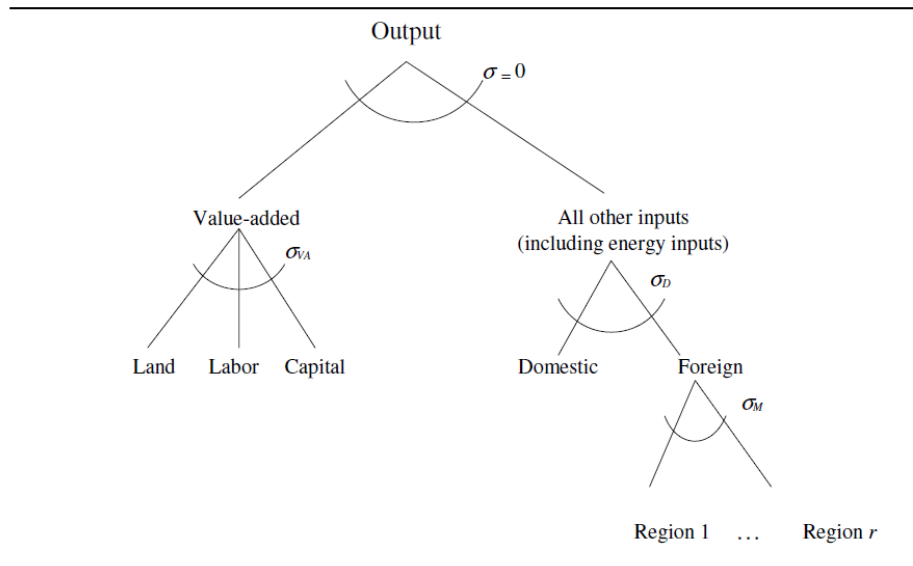 Output
σ = 0
Value-added
All other inputs
(including energy inputs)
σVA
σD
Land Labor Capital
Domestic Foreign
σM
Region 1 … Region r